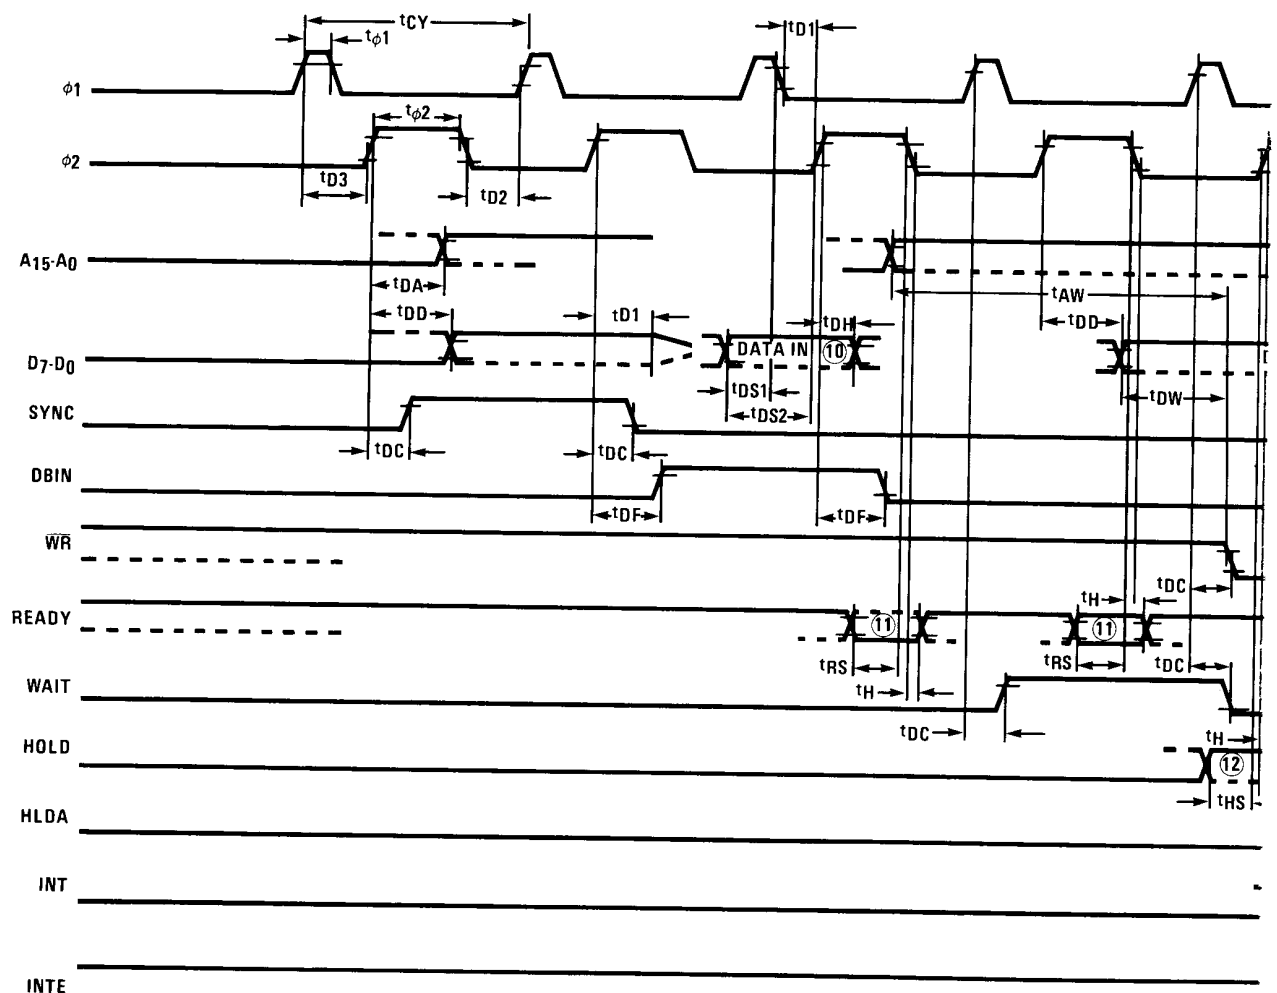 tCY
tD1
tϕ1
ϕ1
tϕ2
ϕ2
tD3
tD2
A15-A0
tDA
tAW
tDD
tD1
tDH
tDD
D7-D0
DATA IN
10
D
tDS1
tDW
tDS2
SYNC
tDC
tDC
DBIN
tDF
tDF
WR
tDC
tH
READY
11
11
tRS
tRS
tDC
WAIT
tH
tDC
tH
HOLD
12
tHS
HLDA
INT
INTE